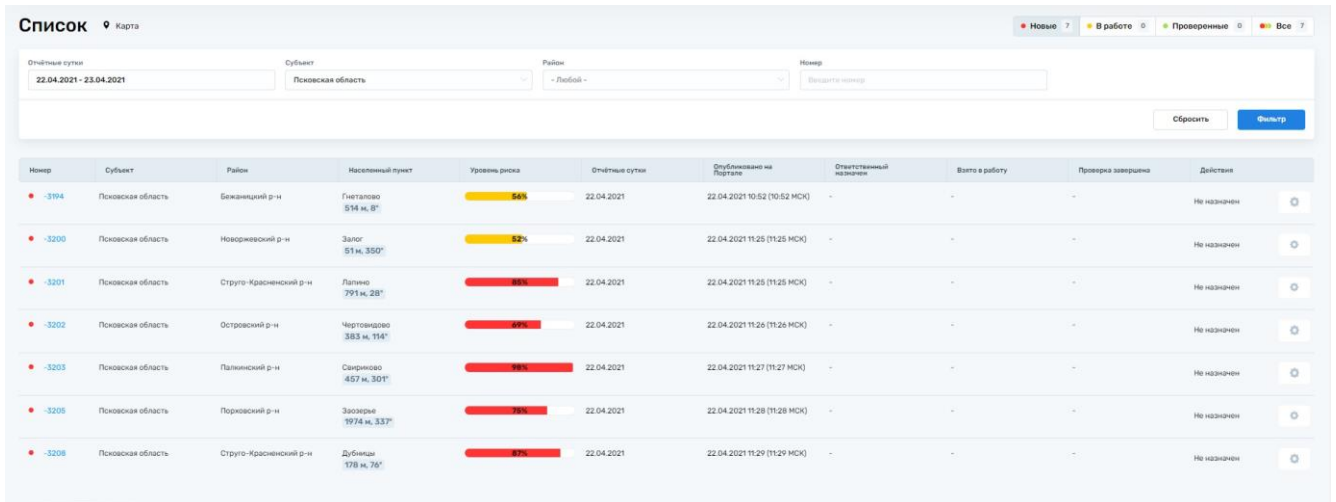 Список Карта
Новые 7 В работе 0 Проверенные 0 Все 7
Отчётные сутки Субъект Район Номер
22.04.2021 - 23.04.2021 Псковская область - Любой - Введите номер
Сбросить Фильтр
Номер Субъект Район Населенный пункт Уровень риска Отчётные сутки Опубликовано на Портале Ответственный назначен Взято в работу Проверка завершена Действия
-3194 Псковская область Бежаницкий р-н Гнеталово 56% 22.04.2021 22.04.2021 10:52 (10:52 МСК) - - - Не назначен
514 м, 8°
-3200 Псковская область Новоржевский р-н Залог 52% 22.04.2021 22.04.2021 11:25 (11:25 МСК) - - - Не назначен
51 м, 350°
-3201 Псковская область Струго-Красненский р-н Лапино 85% 22.04.2021 22.04.2021 11:25 (11:25 МСК) - - - Не назначен
791 м, 28°
-3202 Псковская область Островский р-н Чертовидово 69% 22.04.2021 22.04.2021 11:26 (11:26 МСК) - - - Не назначен
383 м, 114°
-3203 Псковская область Палкинский р-н Свириково 98% 22.04.2021 22.04.2021 11:27 (11:27 МСК) - - - Не назначен
457 м, 301°
-3205 Псковская область Порховский р-н Заозерье 75% 22.04.2021 22.04.2021 11:28 (11:28 МСК) - - - Не назначен
1974 м, 337°
-3208 Псковская область Струго-Красненский р-н Дубницы 87% 22.04.2021 22.04.2021 11:29 (11:29 МСК) - - - Не назначен
178 м, 76°